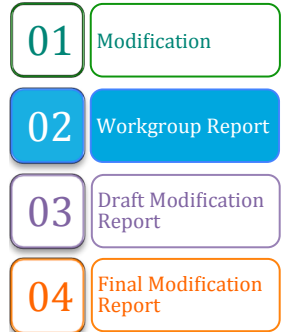 01
Modification
02
Workgroup Report
03
Draft Modification
Report
04
Final Modification
Report